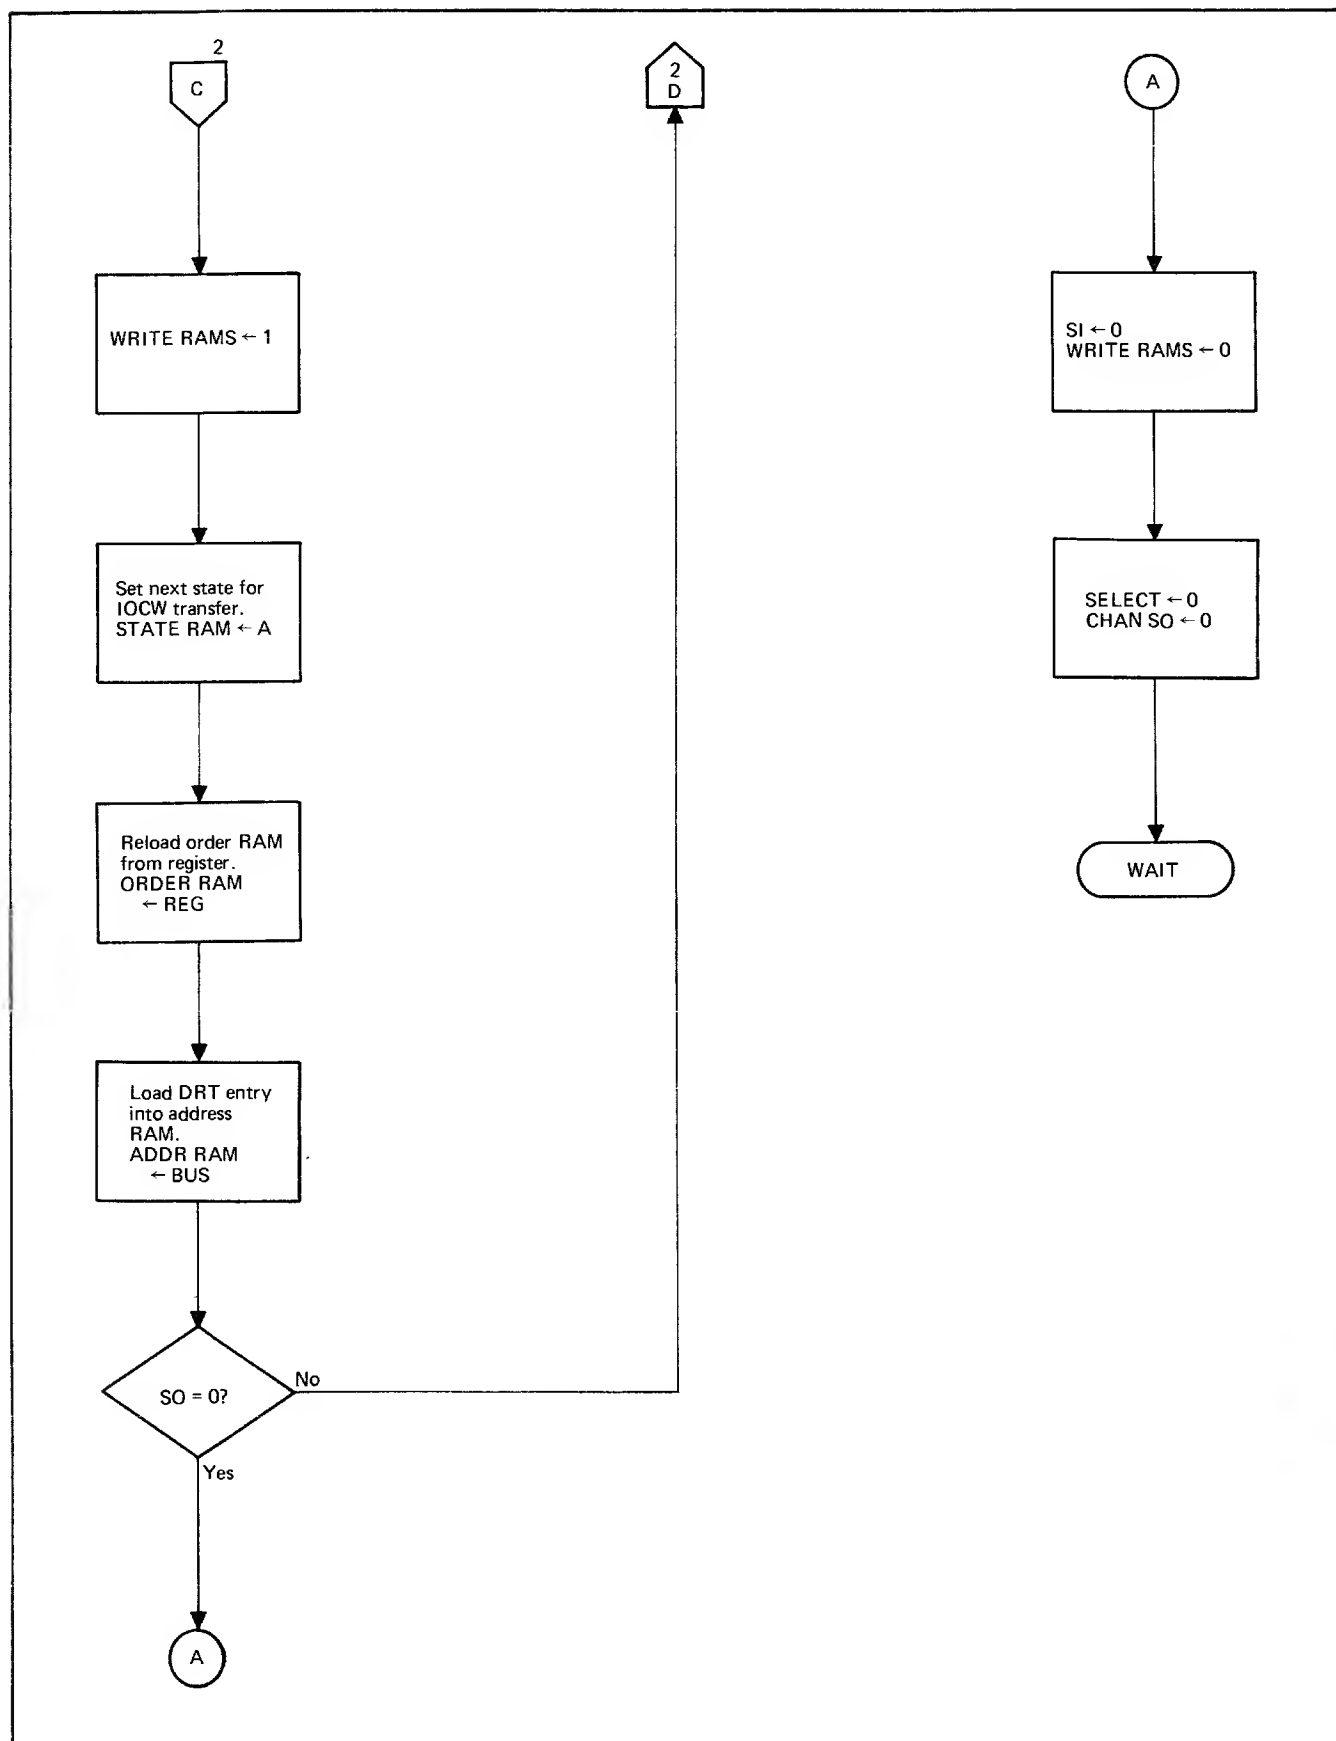 2
C
WRITE RAMS ← 1
Set next state for
IOCW transfer.
STATE RAM ← A
Reload order RAM
from register.
ORDER RAM
← REG
Load DRT entry
into address
RAM.
ADDR RAM
← BUS
SO = 0?
No
Yes
A
2
D
A
SI ← 0
WRITE RAMS ← 0
SELECT ← 0
CHAN SO ← 0
WAIT